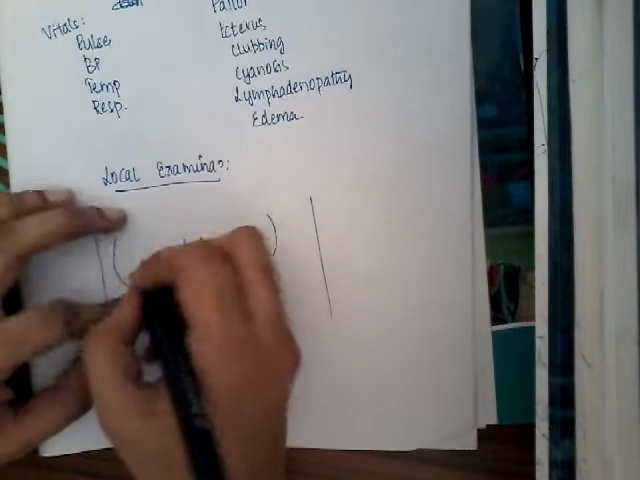 Pallor
Vitals: Icterus
Pulse Clubbing
BP Cyanosis
Temp Lymphadenopathy
Resp. Edema
Local Examina?: